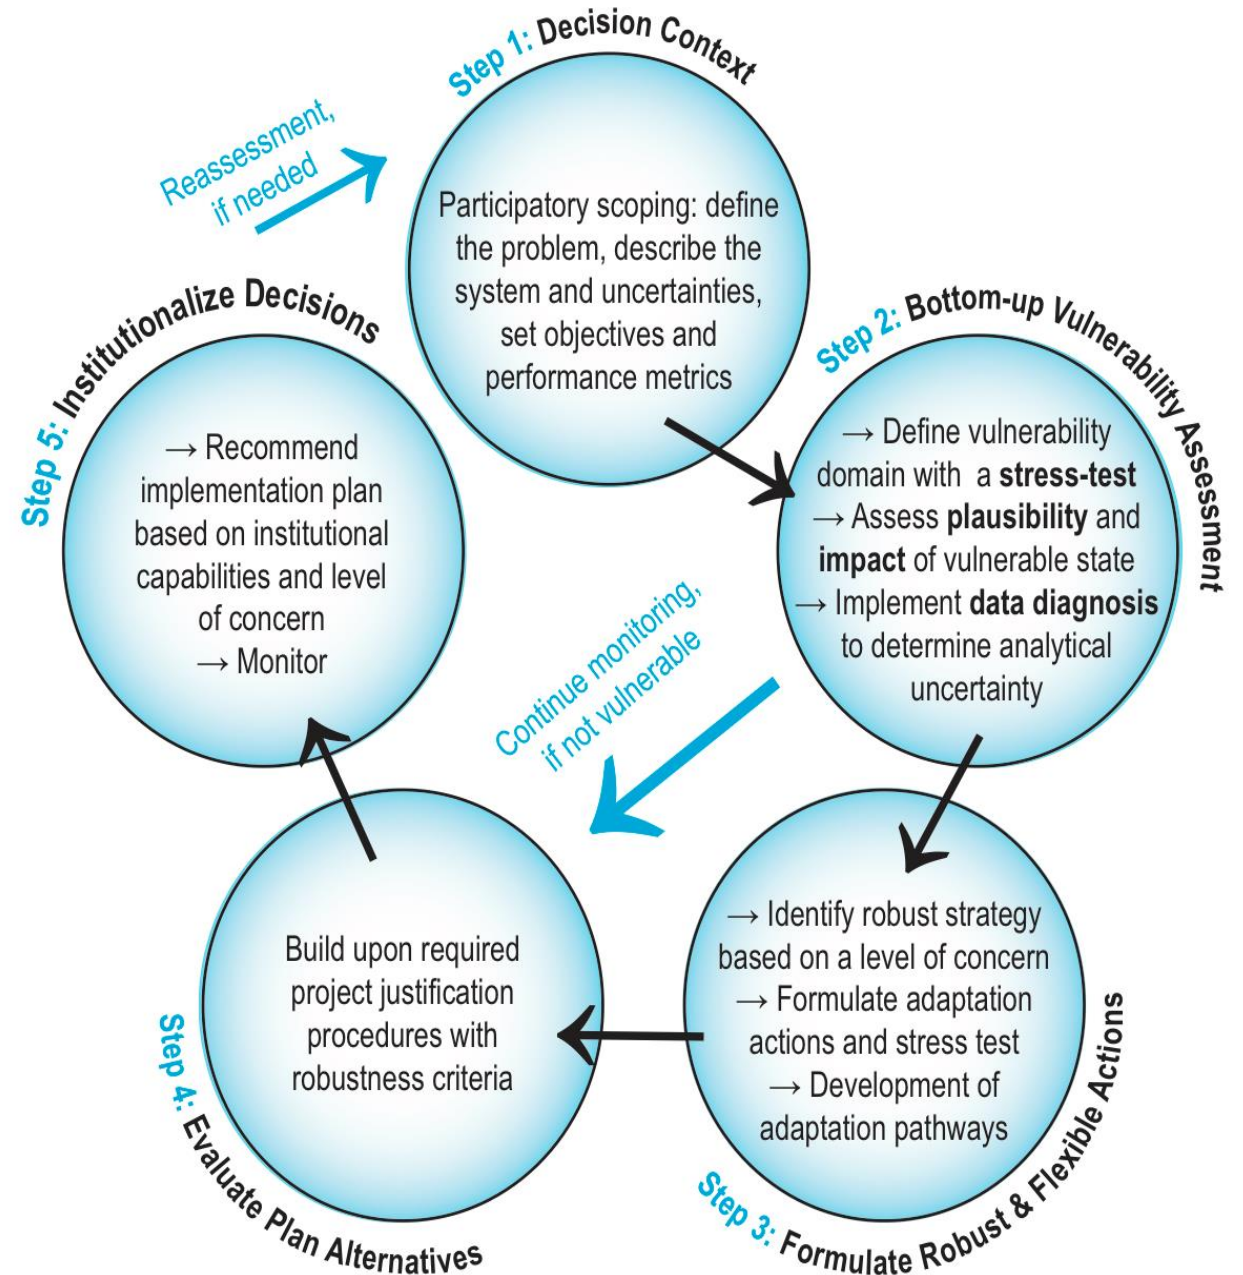 Step 1: Decision Context
Reassessment,
if needed
Participatory scoping: define
the problem, describe the
system and uncertainties,
set objectives and
performance metrics
Step 2: Bottom-up Vulnerability Assessment
→ Define vulnerability
domain with a stress-test
→ Assess plausibility and
impact of vulnerable state
→ Implement data diagnosis
to determine analytical
uncertainty
Continue monitoring,
if not vulnerable
Step 3: Formulate Robust & Flexible Actions
→ Identify robust strategy
based on a level of concern
→ Formulate adaptation
actions and stress test
→ Development of
adaptation pathways
Step 4: Evaluate Plan Alternatives
Build upon required
project justification
procedures with
robustness criteria
Step 5: Institutionalize Decisions
→ Recommend
implementation plan
based on institutional
capabilities and level
of concern
→ Monitor